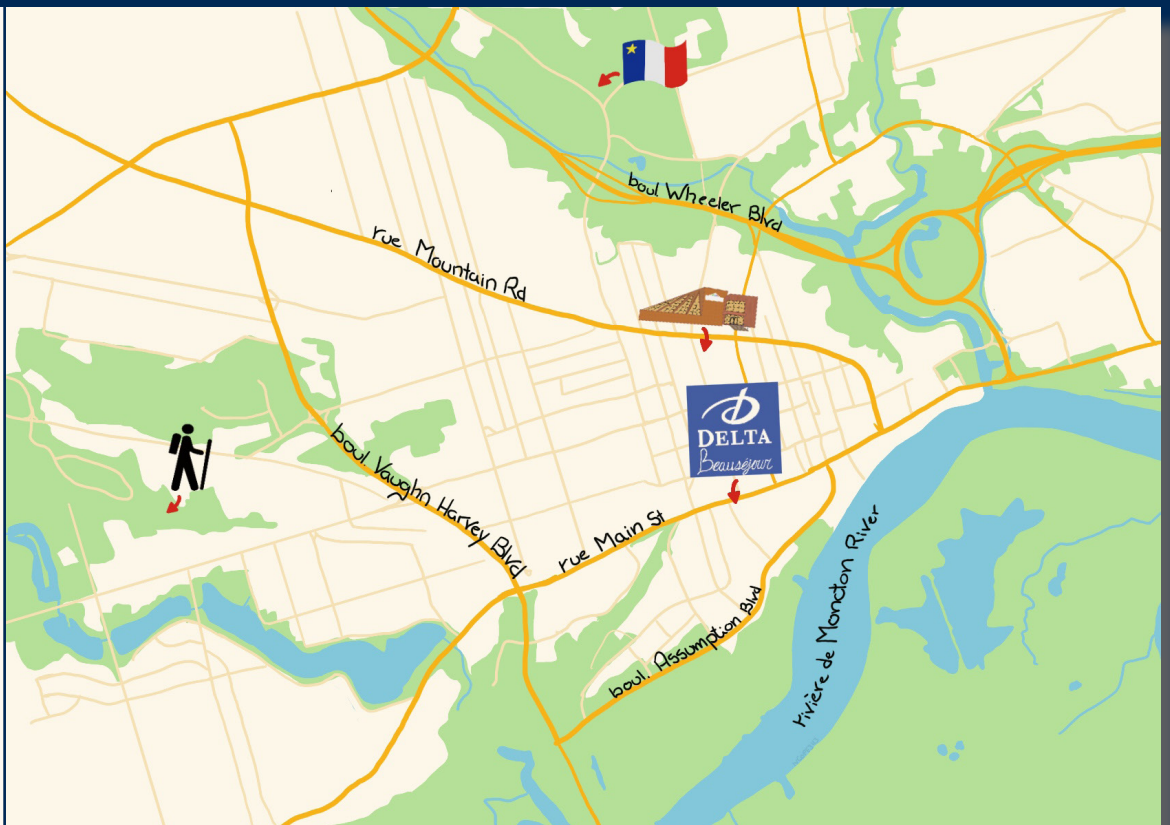 boul Wheeler Blvd
rue Mountain Rd
DELTA
Beauséjour
boul. Vaughn Harvey Blvd
rue Main St
boul. Assumption Blvd
rivière de Moncton River